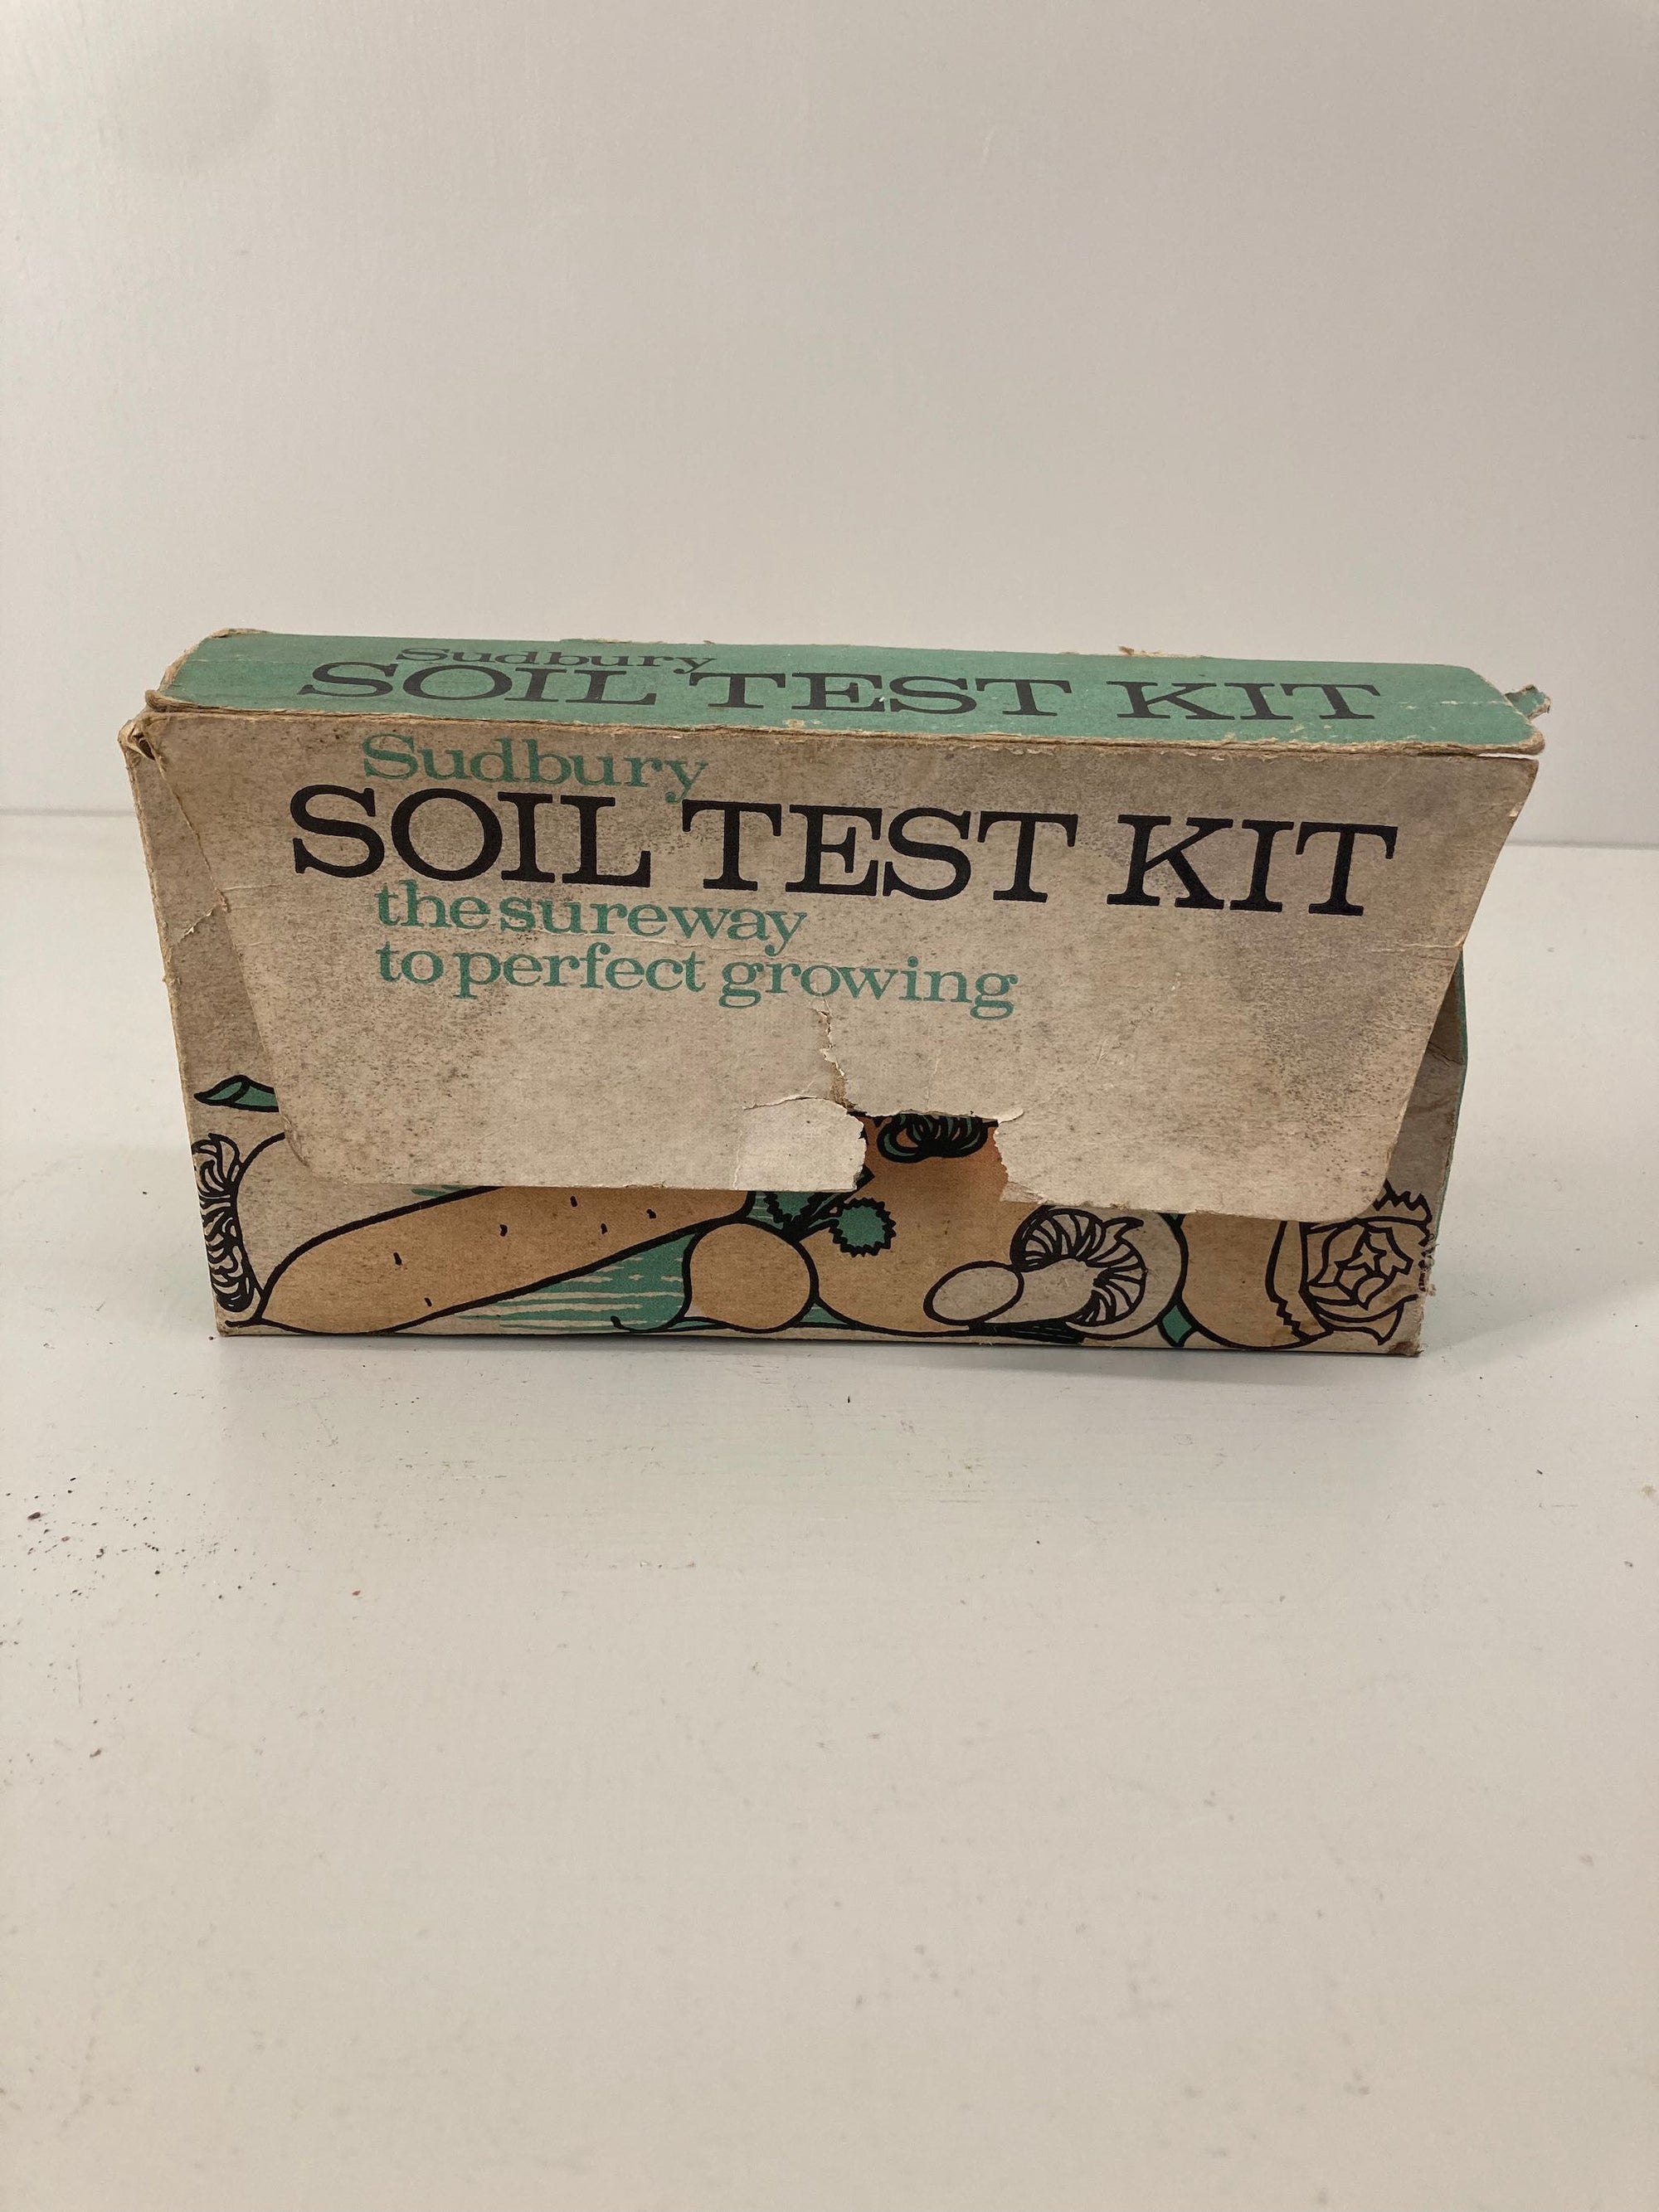 Sudbury
SOIL TEST KIT
Sudbury
SOIL TEST KIT
the sureway
to perfect growing